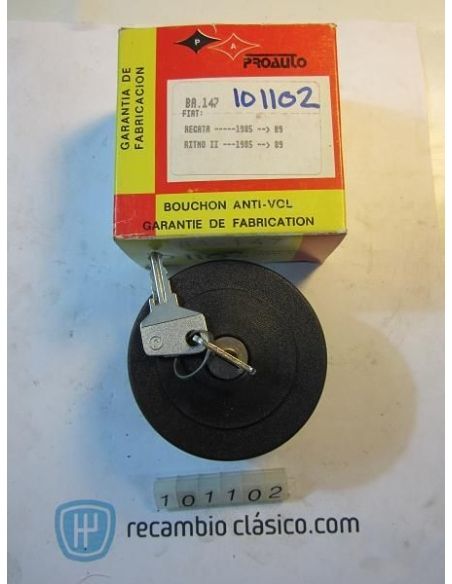 P A
PROAUTO
GARANTIA DE
FABRICACION
BA.147 101102
FIAT:
REGATA -----1985 --> 89
RITMO II ---1985 --> 89
BOUCHON ANTI-VOL
GARANTIE DE FABRICATION
101102
recambio clásico.com